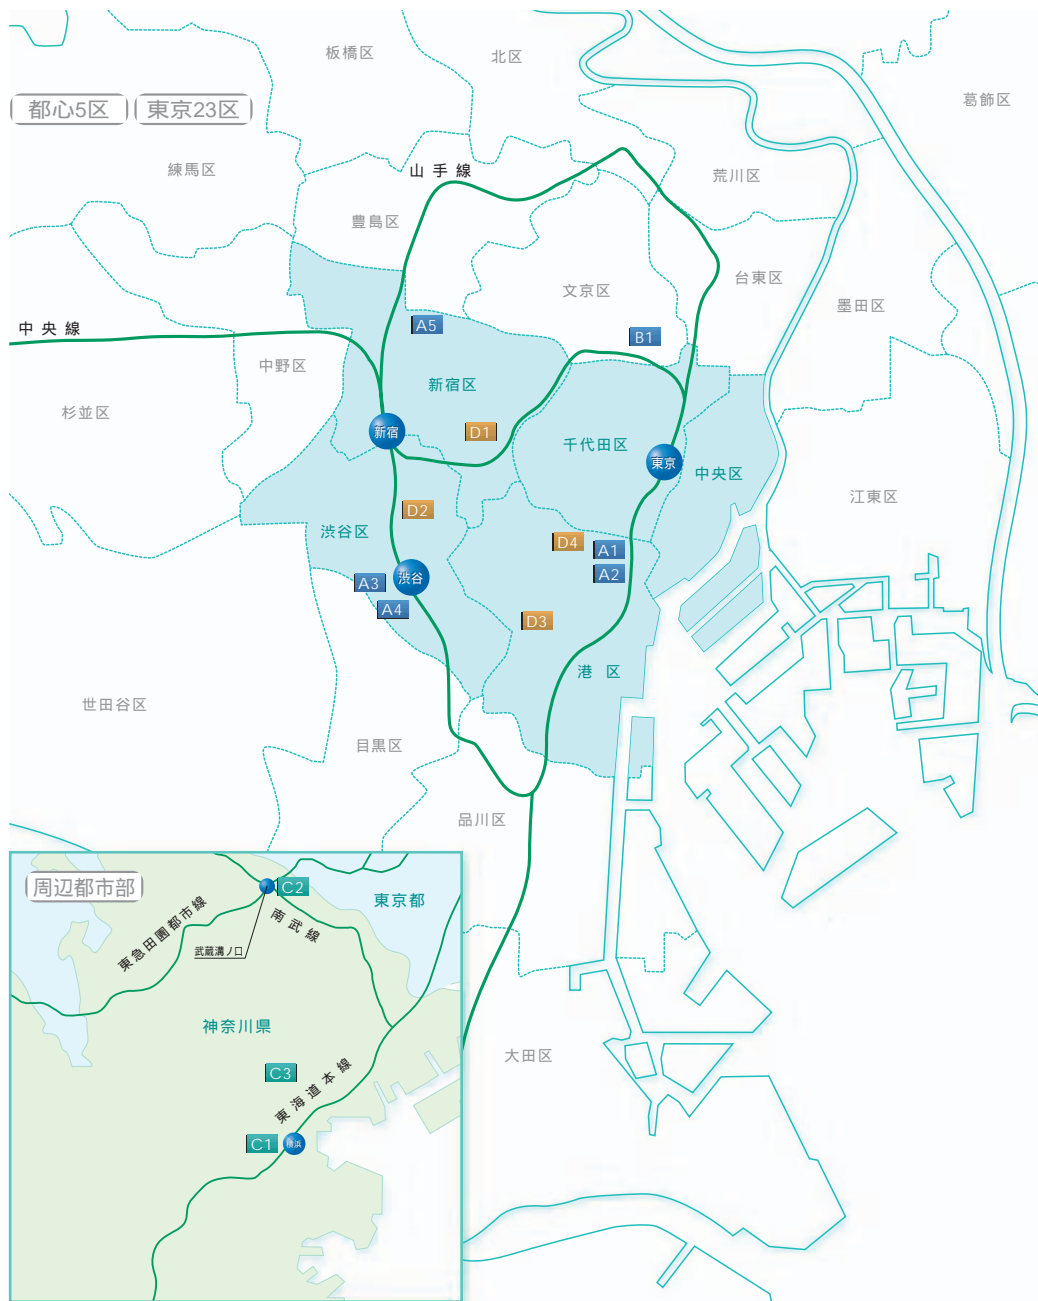 板橋区
北区
葛飾区
都心5区
東京23区
練馬区
山手線
荒川区
豊島区
台東区
文京区
墨田区
中央線
A5
B1
中野区
新宿区
杉並区
新宿
D1
千代田区
東京
中央区
江東区
D2
渋谷区
D4
A1
A2
渋谷
A3
A4
D3
港区
世田谷区
目黒区
品川区
周辺都市部
C2
東京都
東急田園都市線
南武線
武蔵溝ノ口
神奈川県
大田区
C3
東海道本線
C1
横浜